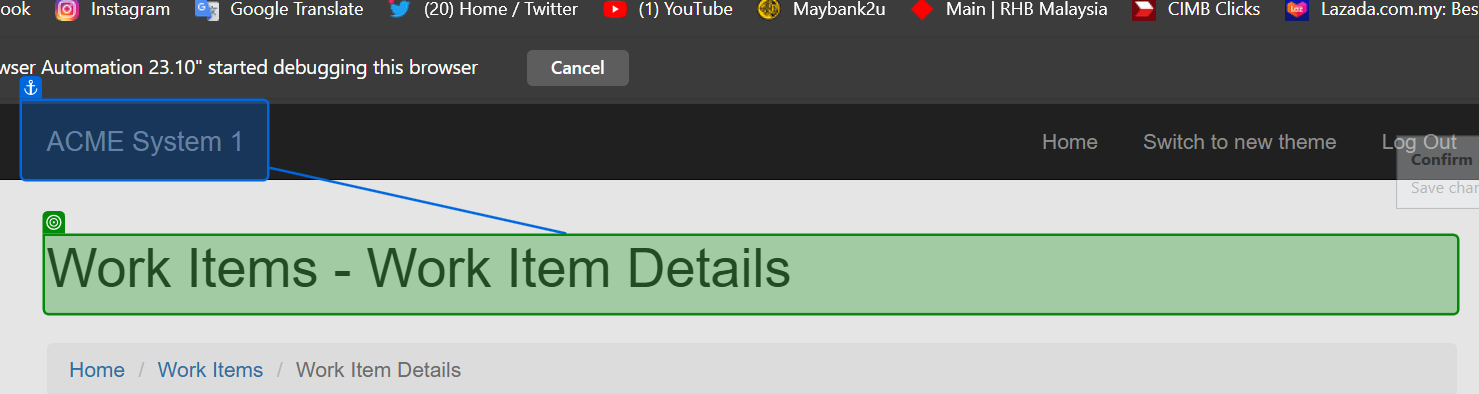 ook Instagram Google Translate (20) Home / Twitter (1) YouTube Maybank2u Main | RHB Malaysia CIMB Clicks Lazada.com.my: Bes
wser Automation 23.10" started debugging this browser Cancel
ACME System 1 Home Switch to new theme Log Out
Confirm
Save char
Work Items - Work Item Details
Home / Work Items / Work Item Details